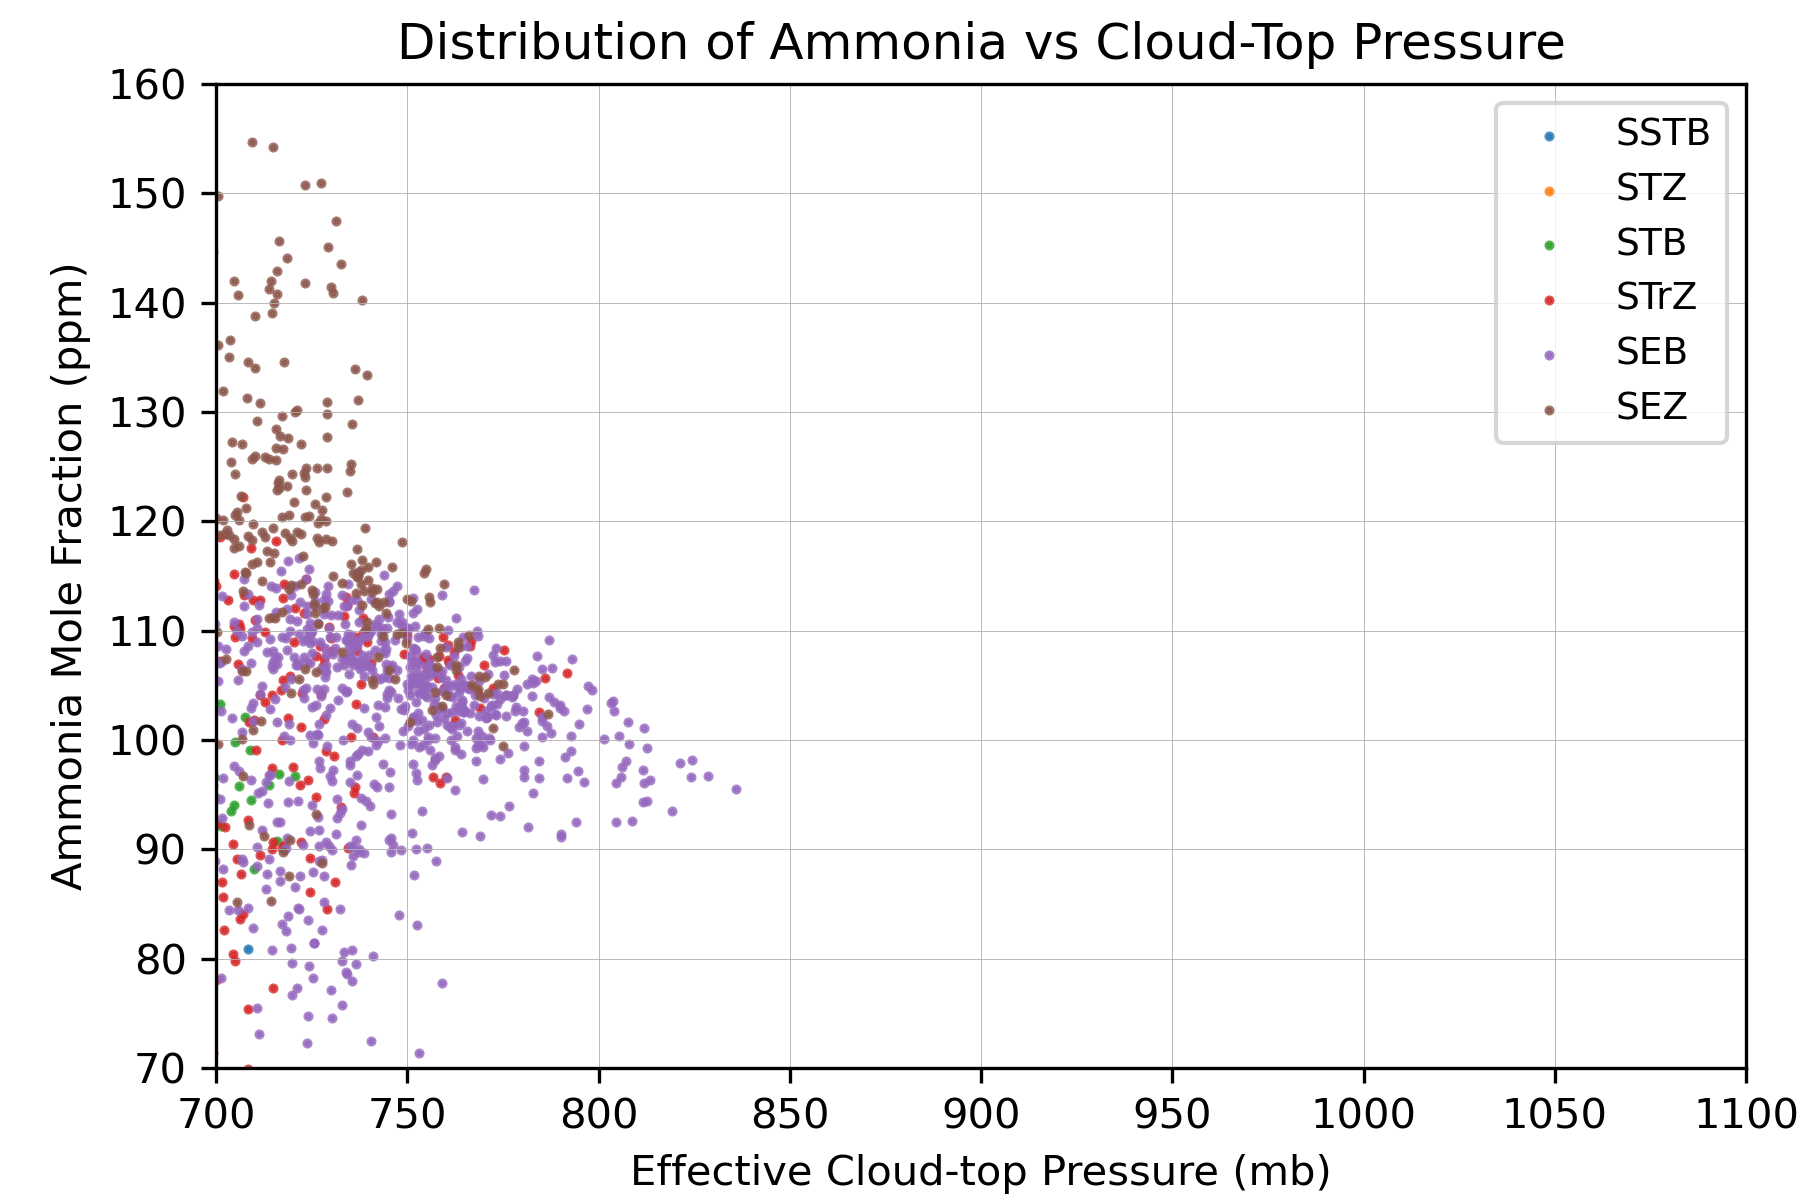 Distribution of Ammonia vs Cloud-Top Pressure
160
150
140
130
120
110
100
90
80
70
Ammonia Mole Fraction (ppm)
SSTB
STZ
STB
STrZ
SEB
SEZ
700 750 800 850 900 950 1000 1050 1100
Effective Cloud-top Pressure (mb)